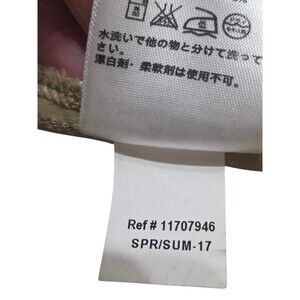 水洗いで他の物と分けて洗って
さい。
漂白剤・柔軟剤は使用不可。
Ref # 11707946
SPR/SUM-17